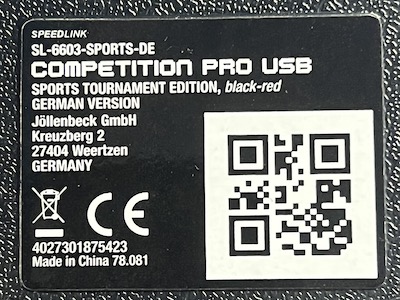 SPEEDLINK
SL-6603-SPORTS-DE
COMPETITION PRO USB
SPORTS TOURNAMENT EDITION, black-red
GERMAN VERSION
Jöllenbeck GmbH
Kreuzberg 2
27404 Weertzen
GERMANY
CE
4027301875423
Made in China 78.081